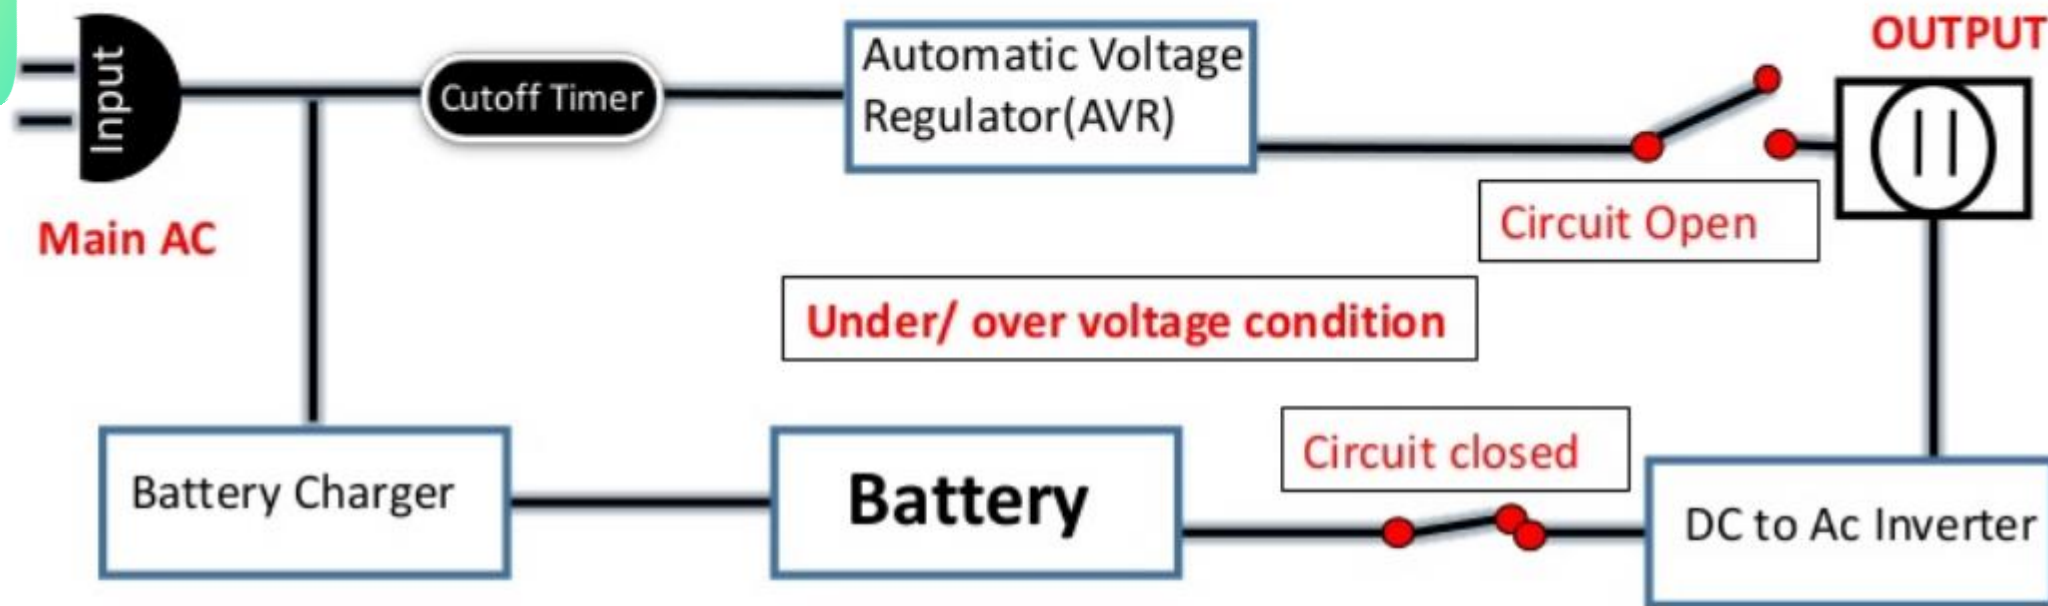 OUTPUT
Input
Cutoff Timer
Automatic Voltage
Regulator(AVR)
Main AC
Circuit Open
Under/ over voltage condition
Circuit closed
Battery Charger
Battery
DC to Ac Inverter